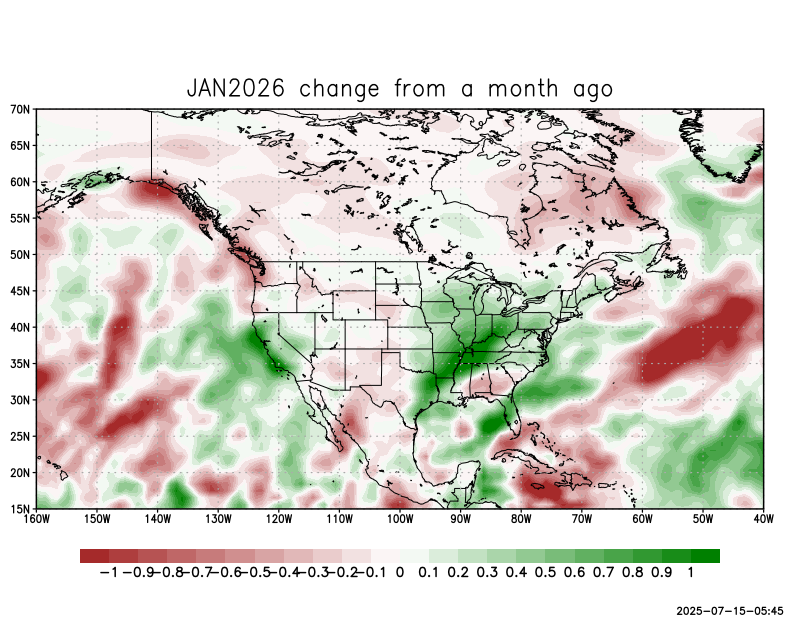 JAN2026 change from a month ago
70N
65N
60N
55N
50N
45N
40N
35N
30N
25N
20N
15N
160W 150W 140W 130W 120W 110W 100W 90W 80W 70W 60W 50W 40W
-1 -0.9 -0.8 -0.7 -0.6 -0.5 -0.4 -0.3 -0.2 -0.1 0 0.1 0.2 0.3 0.4 0.5 0.6 0.7 0.8 0.9 1
2025-07-15-05:45